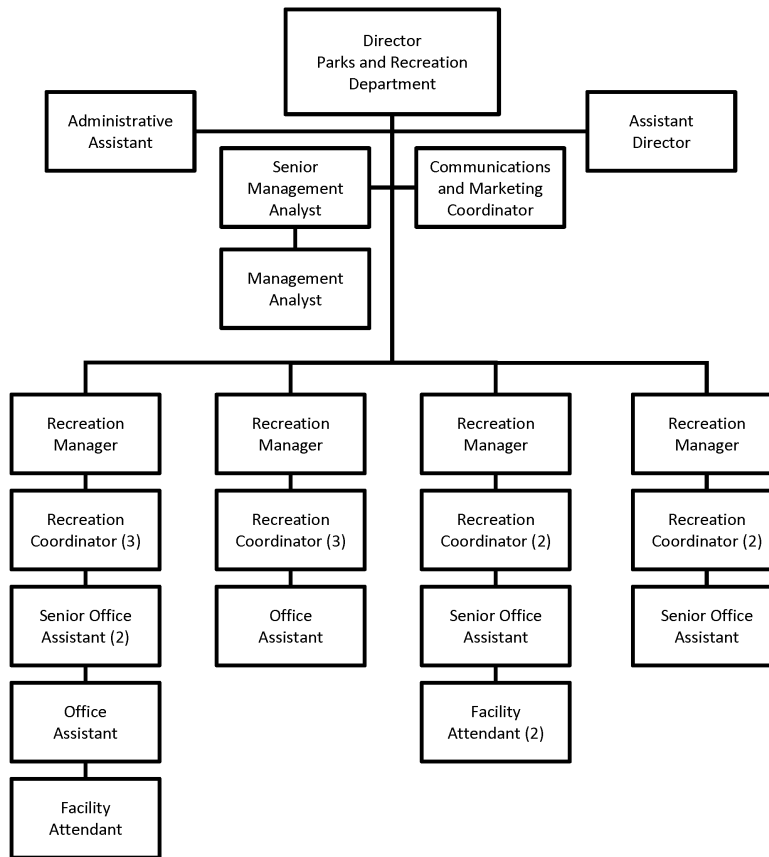 Director
Parks and Recreation
Department
Administrative
Assistant
Assistant
Director
Senior
Management
Analyst
Communications
and Marketing
Coordinator
Management
Analyst
Recreation
Manager
Recreation
Manager
Recreation
Manager
Recreation
Manager
Recreation
Coordinator (3)
Recreation
Coordinator (3)
Recreation
Coordinator (2)
Recreation
Coordinator (2)
Senior Office
Assistant (2)
Office
Assistant
Senior Office
Assistant
Senior Office
Assistant
Office
Assistant
Facility
Attendant (2)
Facility
Attendant